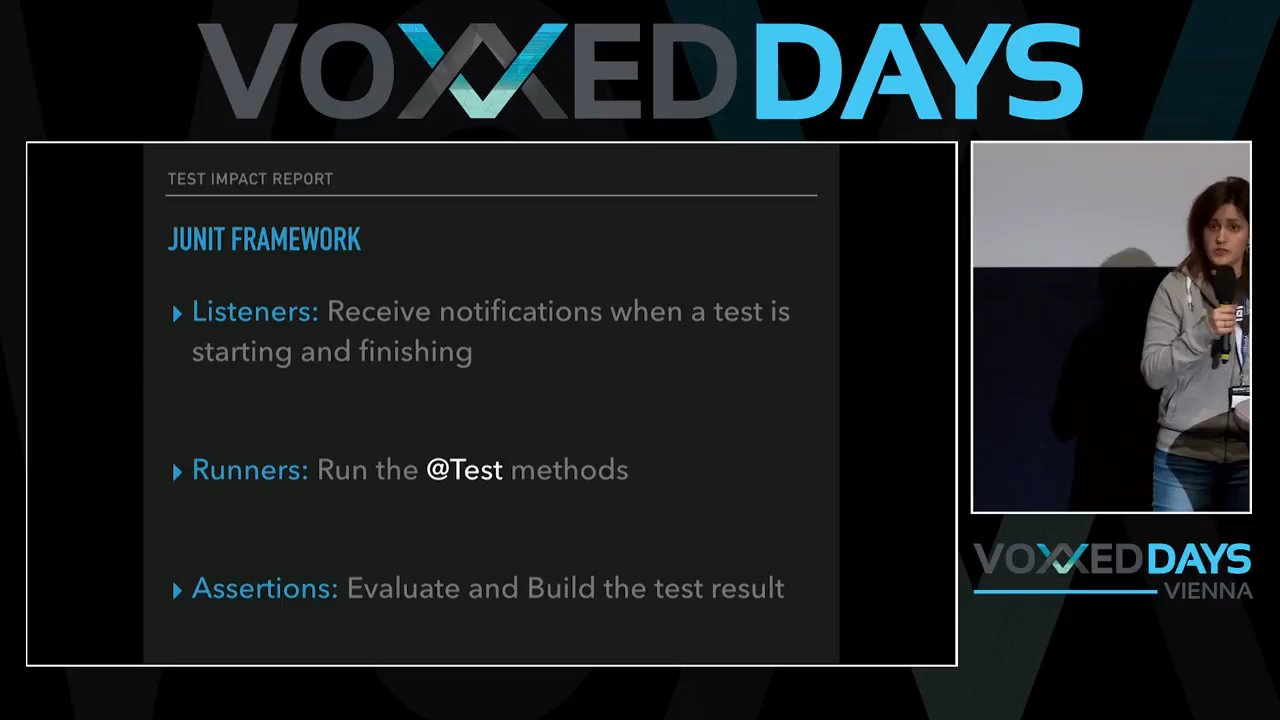 VOXXED DAYS
TEST IMPACT REPORT
JUNIT FRAMEWORK
Listeners: Receive notifications when a test is
starting and finishing
Runners: Run the @Test methods
Assertions: Evaluate and Build the test result
VOXXED DAYS
VIENNA